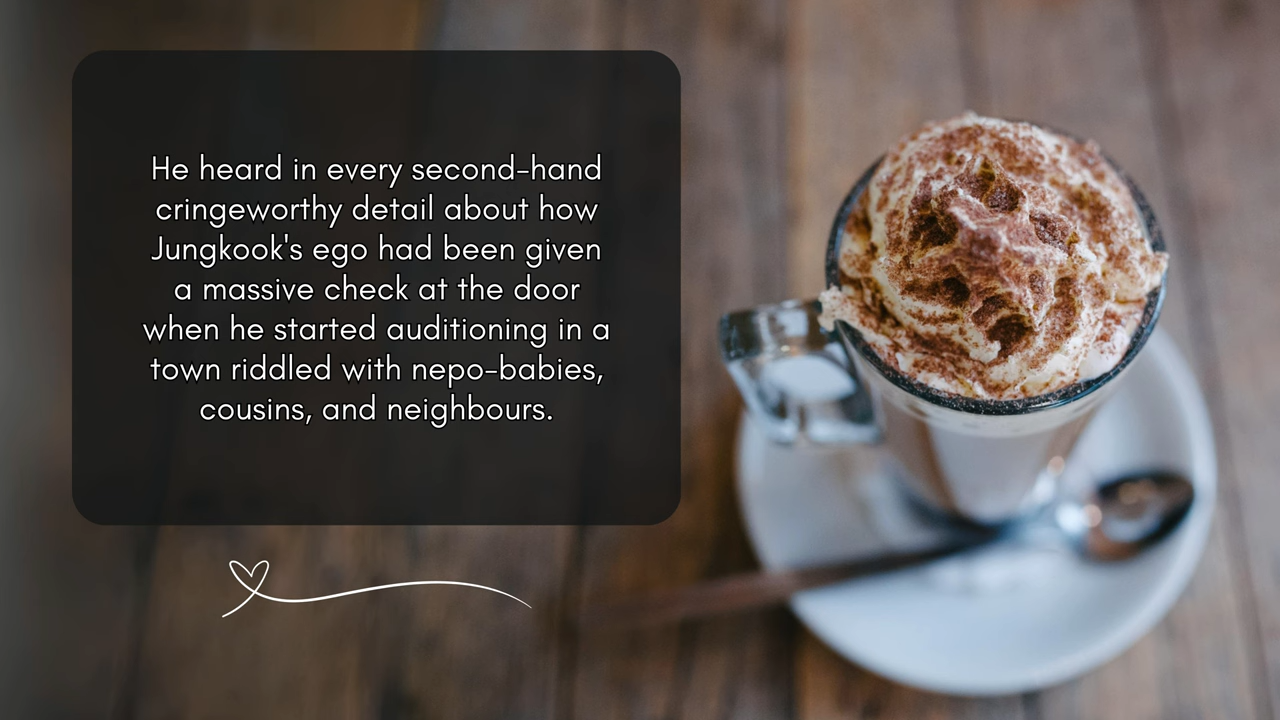 He heard in every second-hand
cringeworthy detail about how
Jungkook's ego had been given
a massive check at the door
when he started auditioning in a
town riddled with nepo-babies,
cousins, and neighbours.